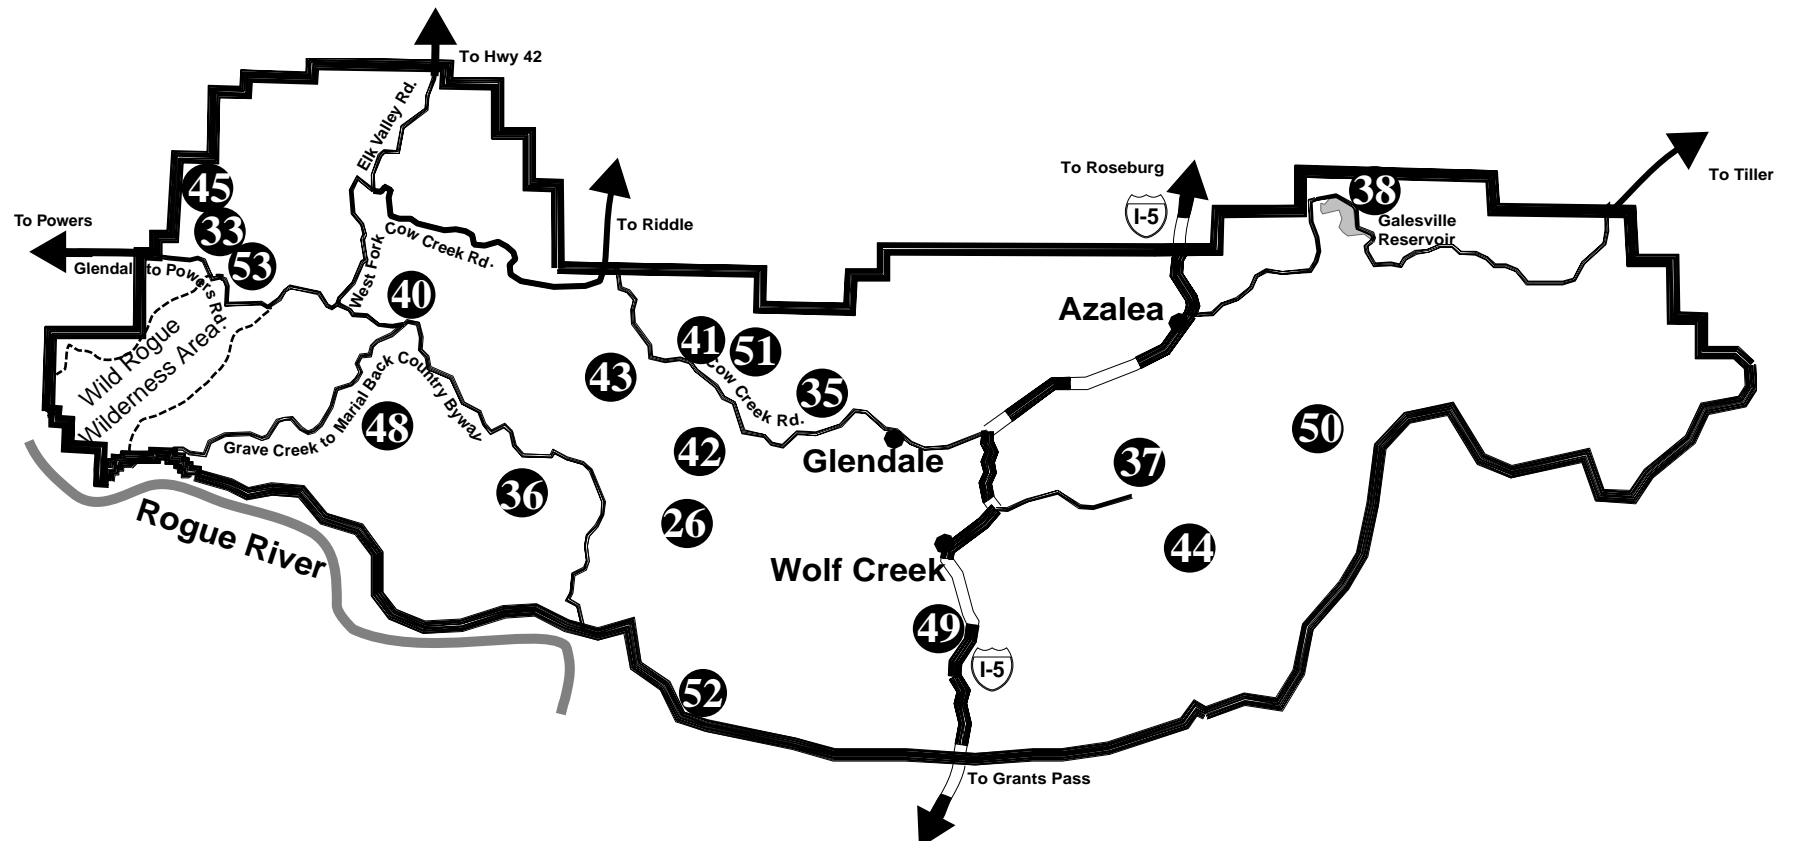 To Hwy 42
Elk Valley Rd.
To Roseburg
To Tiller
45
38
To Powers
33
To Riddle
I-5
Galesville
Reservoir
Cow Creek Rd.
West Fork
53
Glendale to Powers Rd.
40
Azalea
41
51
Wild Rogue
Wilderness Area
43
Cow Creek Rd.
35
Grave Creek to Marial Back Country Byway
48
50
42
Glendale
37
36
Rogue River
26
44
Wolf Creek
49
I-5
52
To Grants Pass